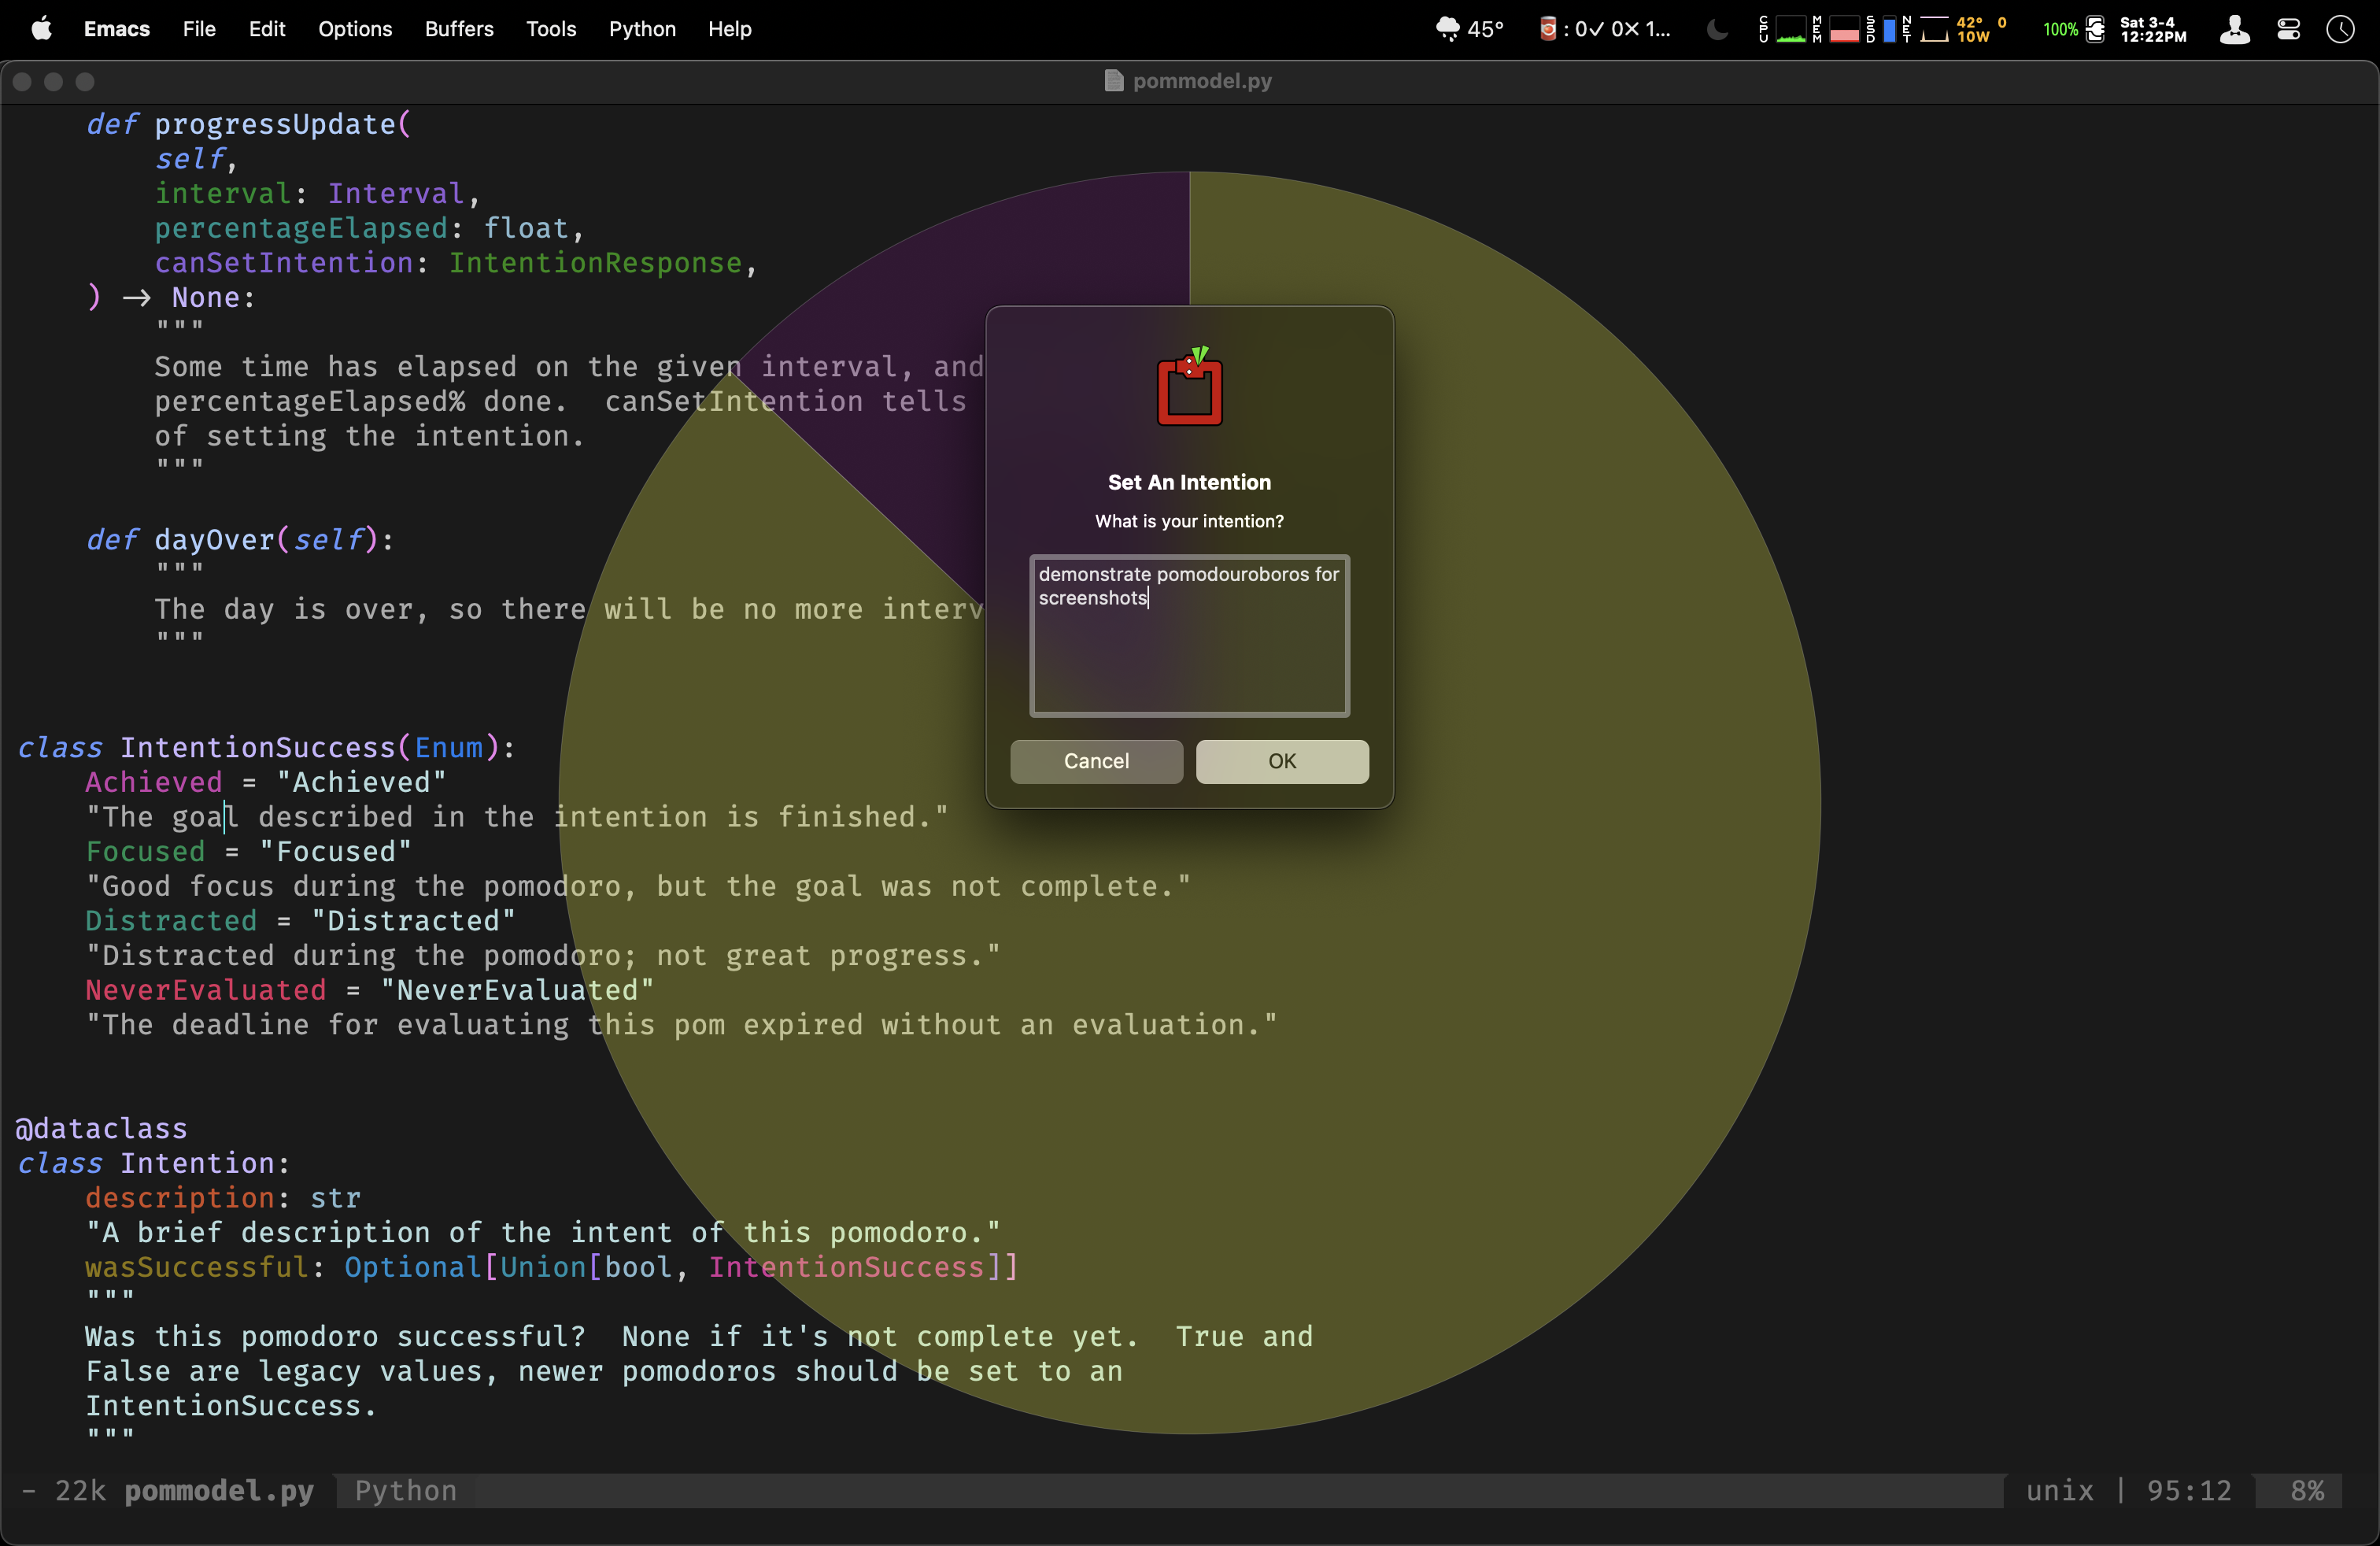 Emacs File Edit Options Buffers Tools Python Help 45° : 0✓ 0✕ 1... CPU MEM SSD NET 42° 0 10W 100% Sat 3-4 12:22PM
pommodel.py
def progressUpdate(
self,
interval: Interval,
percentageElapsed: float,
canSetIntention: IntentionResponse,
) → None:
"""
Some time has elapsed on the given interval, and
percentageElapsed% done.  canSetIntention tells
of setting the intention.
"""
def dayOver(self):
"""
The day is over, so there will be no more interv
"""
Set An Intention
What is your intention?
demonstrate pomodouroboros for
screenshots
Cancel OK
class IntentionSuccess(Enum):
Achieved = "Achieved"
"The goal described in the intention is finished."
Focused = "Focused"
"Good focus during the pomodoro, but the goal was not complete."
Distracted = "Distracted"
"Distracted during the pomodoro; not great progress."
NeverEvaluated = "NeverEvaluated"
"The deadline for evaluating this pom expired without an evaluation."
@dataclass
class Intention:
description: str
"A brief description of the intent of this pomodoro."
wasSuccessful: Optional[Union[bool, IntentionSuccess]]
"""
Was this pomodoro successful?  None if it's not complete yet.  True and
False are legacy values, newer pomodoros should be set to an
IntentionSuccess.
"""
- 22k pommodel.py Python unix | 95:12 8%